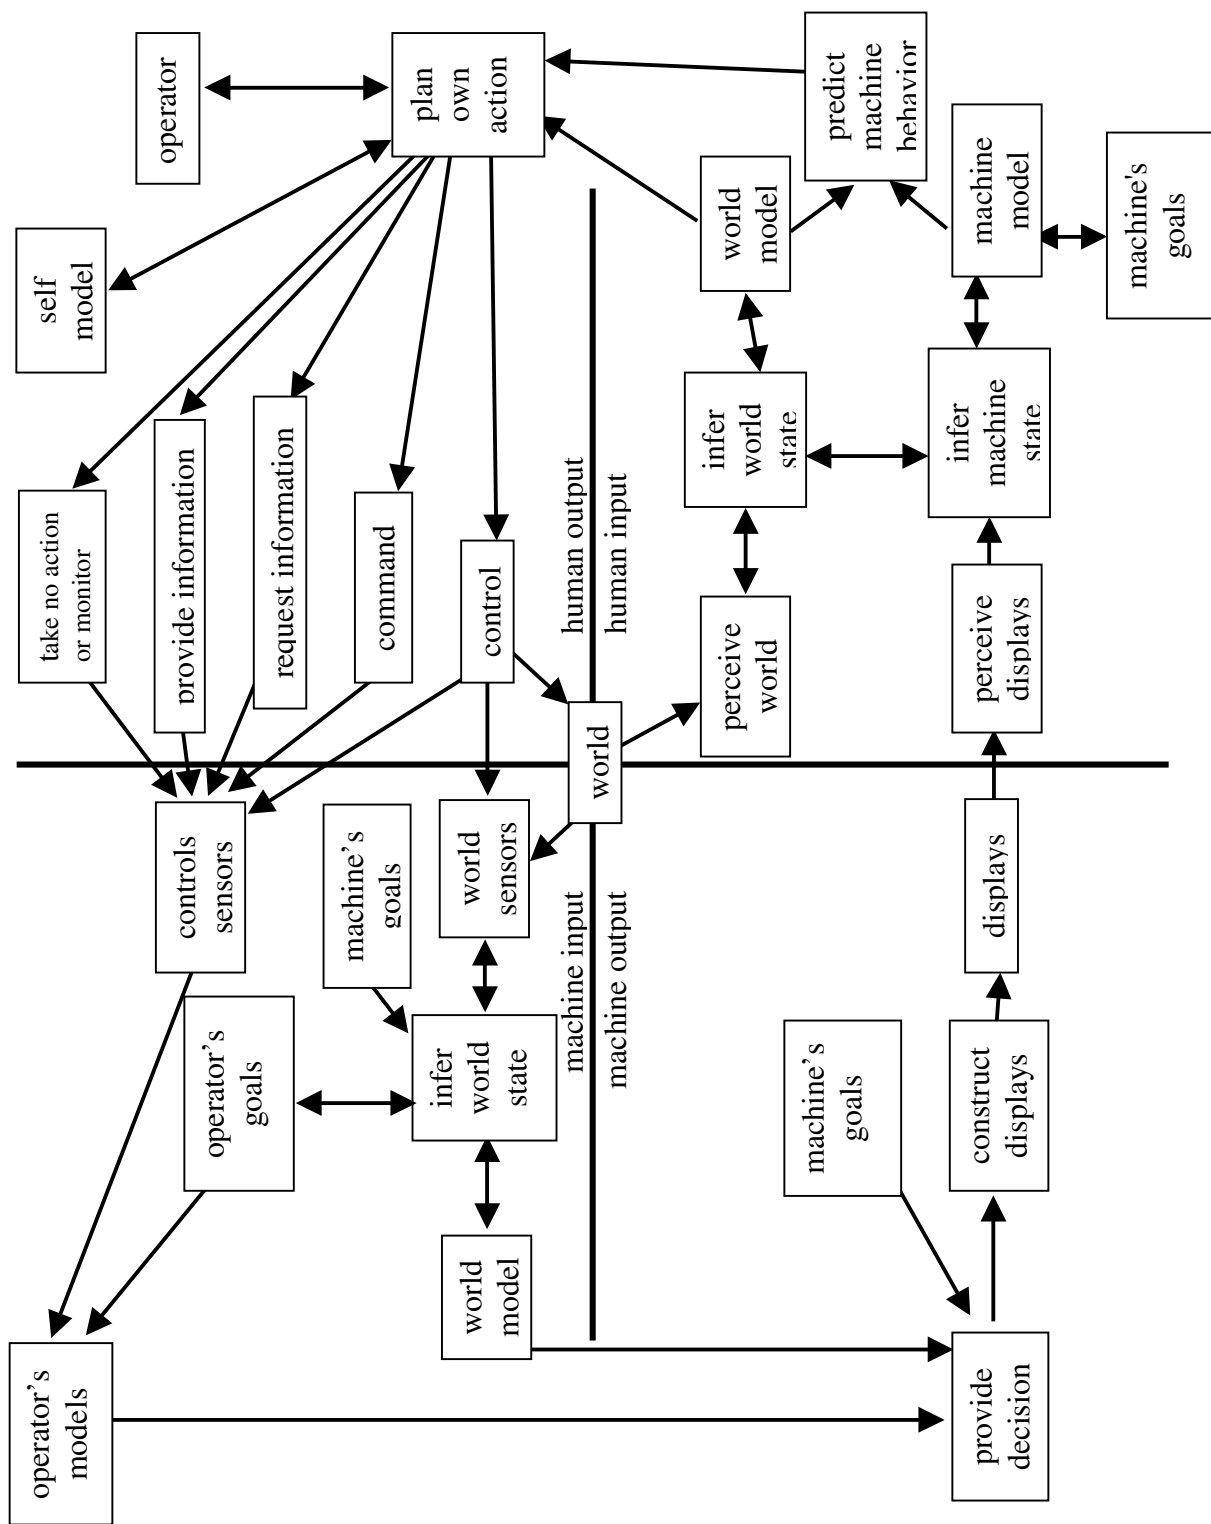 operator's
models
operator's
goals
controls
sensors
machine's
goals
world
model
infer
world
state
world
sensors
machine input
take no action
or monitor
provide information
request information
command
control
self
model
operator
plan
own
action
human output
world
machine output
machine's
goals
provide
decision
construct
displays
displays
human input
perceive
world
infer
world
state
world
model
predict
machine
behavior
perceive
displays
infer
machine
state
machine
model
machine's
goals